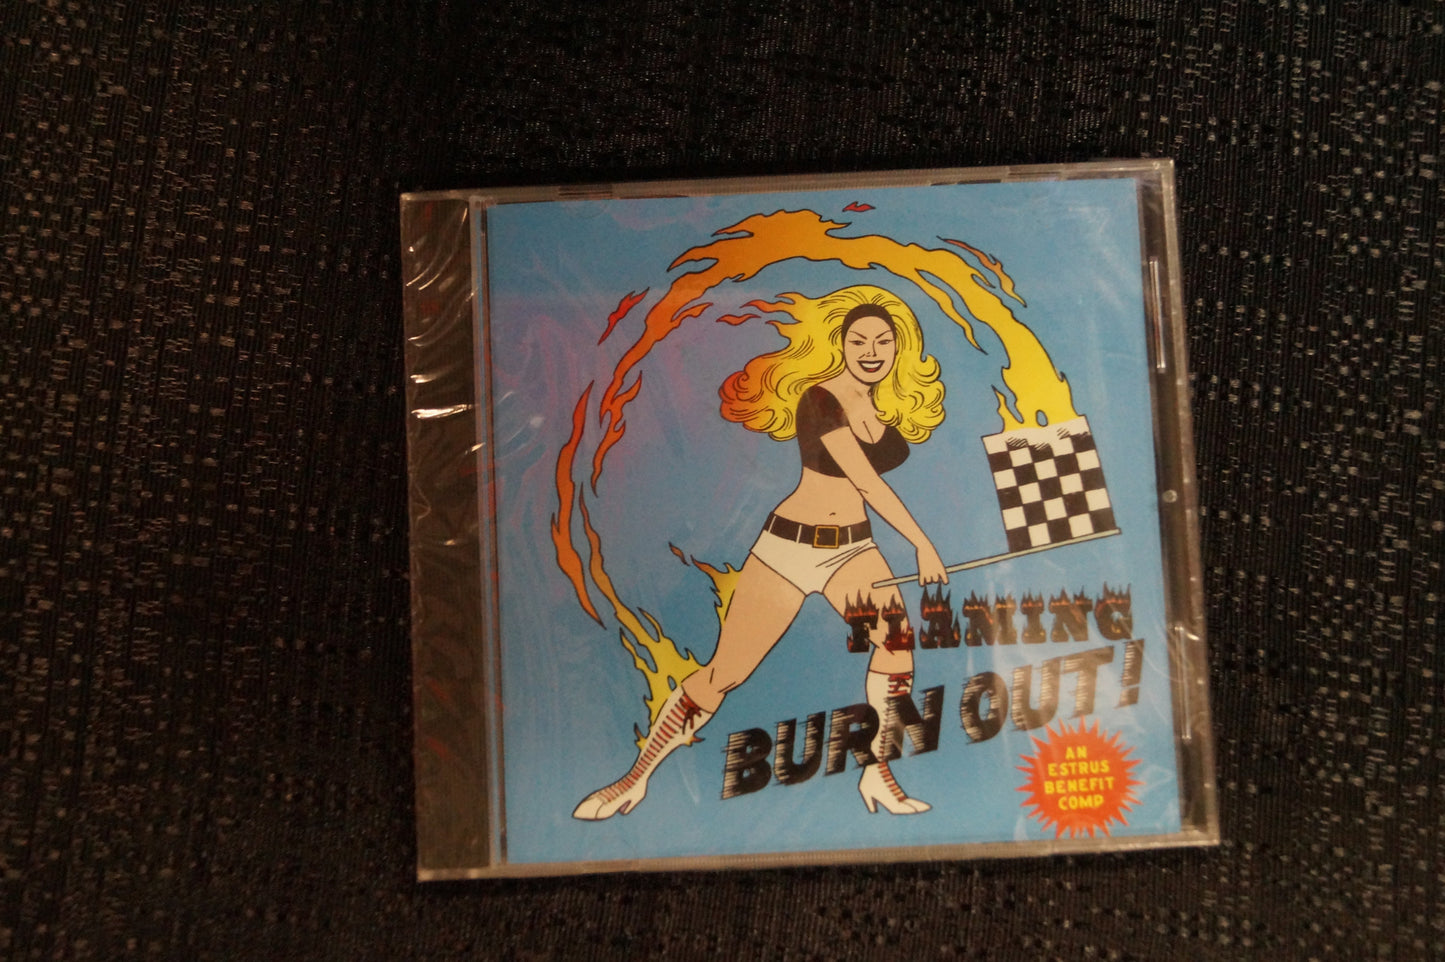 FLAMING
BURN OUT!
AN
ESTRUS
BENEFIT
COMP